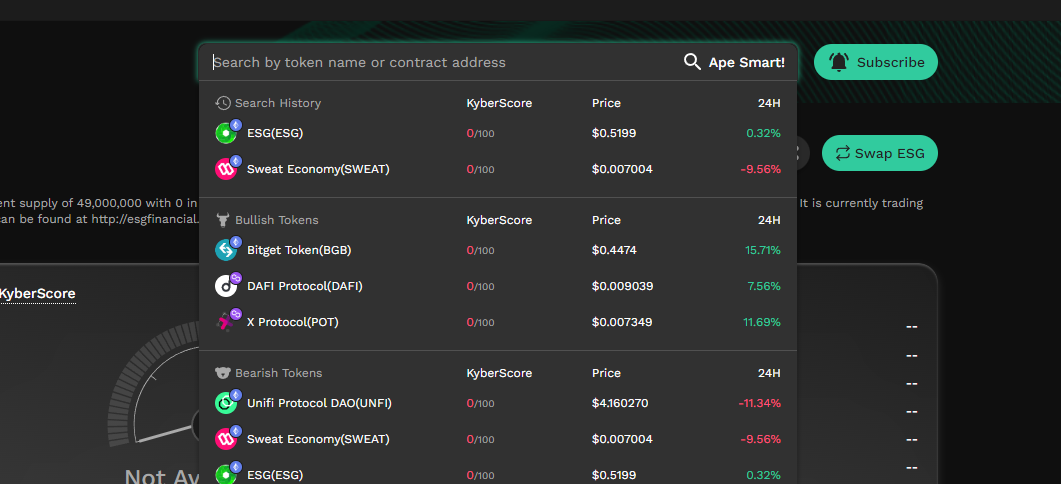 Search by token name or contract address Ape Smart! Subscribe
Search History KyberScore Price 24H
ESG(ESG) 0/100 $0.5199 0.32%
Swap ESG
Sweat Economy(SWEAT) 0/100 $0.007004 -9.56%
ent supply of 49,000,000 with 0 in It is currently trading
can be found at http://esgfinancial.
Bullish Tokens KyberScore Price 24H
Bitget Token(BGB) 0/100 $0.4474 15.71%
DAFI Protocol(DAFI) 0/100 $0.009039 7.56%
KyberScore
X Protocol(POT) 0/100 $0.007349 11.69%
--
--
Bearish Tokens KyberScore Price 24H
--
Unifi Protocol DAO(UNFI) 0/100 $4.160270 -11.34%
--
Sweat Economy(SWEAT) 0/100 $0.007004 -9.56%
--
ESG(ESG) 0/100 $0.5199 0.32%
--
Not Av